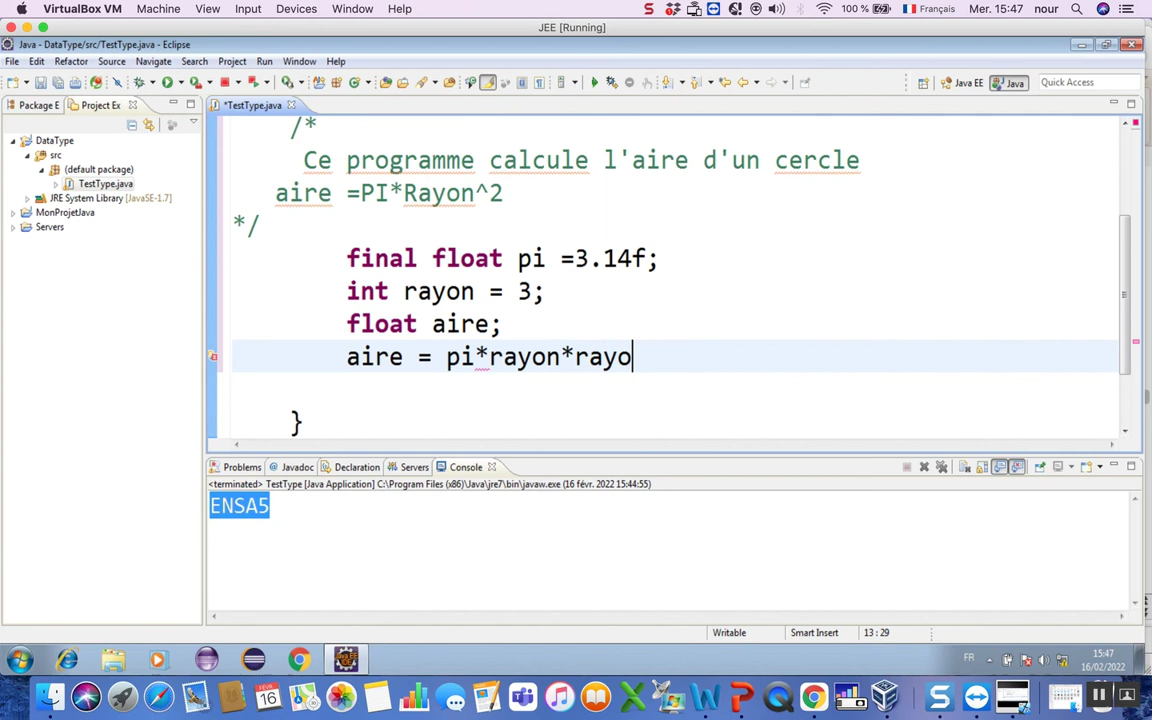 VirtualBox VM Machine View Input Devices Window Help 100 % Français Mer. 15:47 nour
JEE [Running]
Java - DataType/src/TestType.java - Eclipse
File Edit Refactor Source Navigate Search Project Run Window Help
Java EE Java Quick Access
Package E Project Ex
*TestType.java
DataType
src
(default package)
TestType.java
JRE System Library [JavaSE-1.7]
MonProjetJava
Servers
/*
Ce programme calcule l'aire d'un cercle
aire =PI*Rayon^2
*/
final float pi =3.14f;
int rayon = 3;
float aire;
aire = pi*rayon*rayo
}
Problems @ Javadoc Declaration Servers Console
<terminated> TestType [Java Application] C:\Program Files (x86)\Java\jre7\bin\javaw.exe (16 févr. 2022 15:44:55)
ENSA5
Writable Smart Insert 13 : 29
FR 15:47
16/02/2022